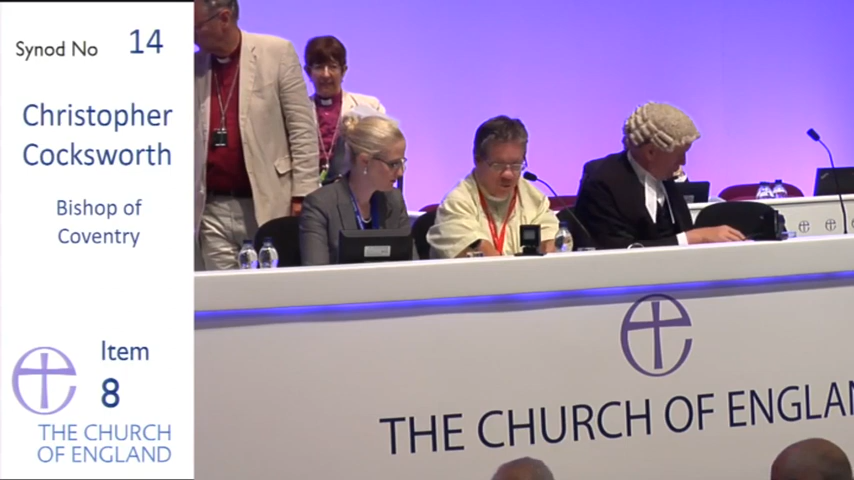 Synod No 14
Christopher
Cocksworth
Bishop of
Coventry
Item
8
THE CHURCH
OF ENGLAND
THE CHURCH OF ENGLAN